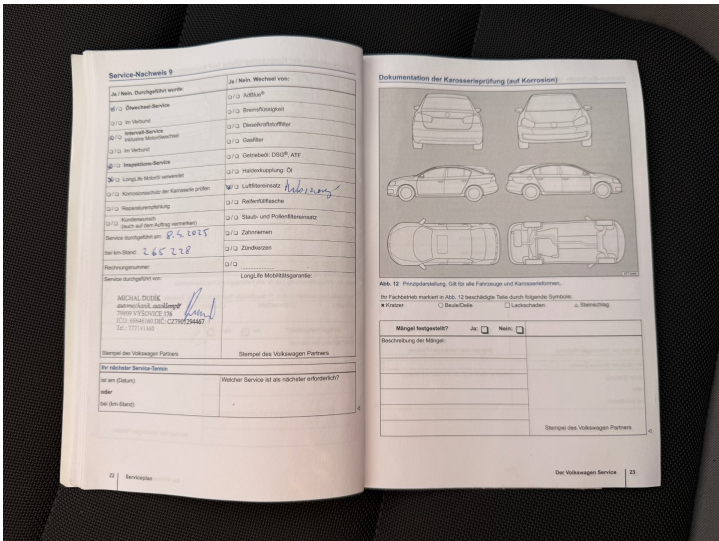 Service-Nachweis 9
Ja / Nein. Durchgeführt wurde:
☒/☐ Ölwechsel-Service
☐/☐ im Verbund
☒/☐ Intervall-Service
inklusive Motorölwechsel
☐/☐ im Verbund
☒/☐ Inspektions-Service
☒/☐ LongLife Motoröl verwendet
☐/☐ Korrosionsschutz der Karosserie prüfen
☐/☐ Reparaturempfehlung
☐/☐ Kundenwunsch
(auch auf dem Auftrag vermerken)
Service durchgeführt am: 8.4.2025
bei km-Stand: 265 228
Rechnungsnummer:
Service durchgeführt von:
MICHAL DUDÍK
automechanik, autoklempíř
79809 VYŠOVICE 136
Tel.: 777141460
Stempel des Volkswagen Partners
Ja / Nein. Wechsel von:
☐/☐ AdBlue®
☐/☐ Bremsflüssigkeit
☐/☐ Dieselkraftstofffilter
☐/☐ Gasfilter
☐/☐ Getriebeöl: DSG®, ATF
☐/☐ Haldexkupplung: Öl
☒/☐ Luftfiltereinsatz
☐/☐ Reifenfüllflasche
☐/☐ Staub- und Pollenfiltereinsatz
☐/☐ Zahnriemen
☐/☐ Zündkerzen
☐/☐
LongLife Mobilitätsgarantie:
Stempel des Volkswagen Partners
Ihr nächster Service-Termin
ist am (Datum):
oder
bei (km-Stand):
Welcher Service ist als nächster erforderlich?
22 Serviceplan
Dokumentation der Karosserieprüfung (auf Korrosion)
Abb. 12 Prinzipdarstellung. Gilt für alle Fahrzeuge und Karosserieformen.
Ihr Fachbetrieb markiert in Abb. 12 beschädigte Teile durch folgende Symbole:
× Kratzer ○ Beule/Delle □ Lackschaden △ Steinschlag
Mängel festgestellt? Ja: ☐ Nein: ☐
Beschreibung der Mängel:
Stempel des Volkswagen Partners
Der Volkswagen Service 23